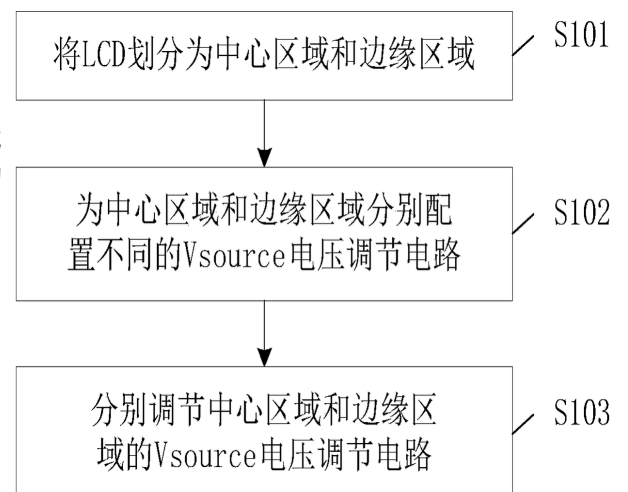 将LCD划分为中心区域和边缘区域
S101
为中心区域和边缘区域分别配
置不同的Vsource电压调节电路
S102
分别调节中心区域和边缘区
域的Vsource电压调节电路
S103